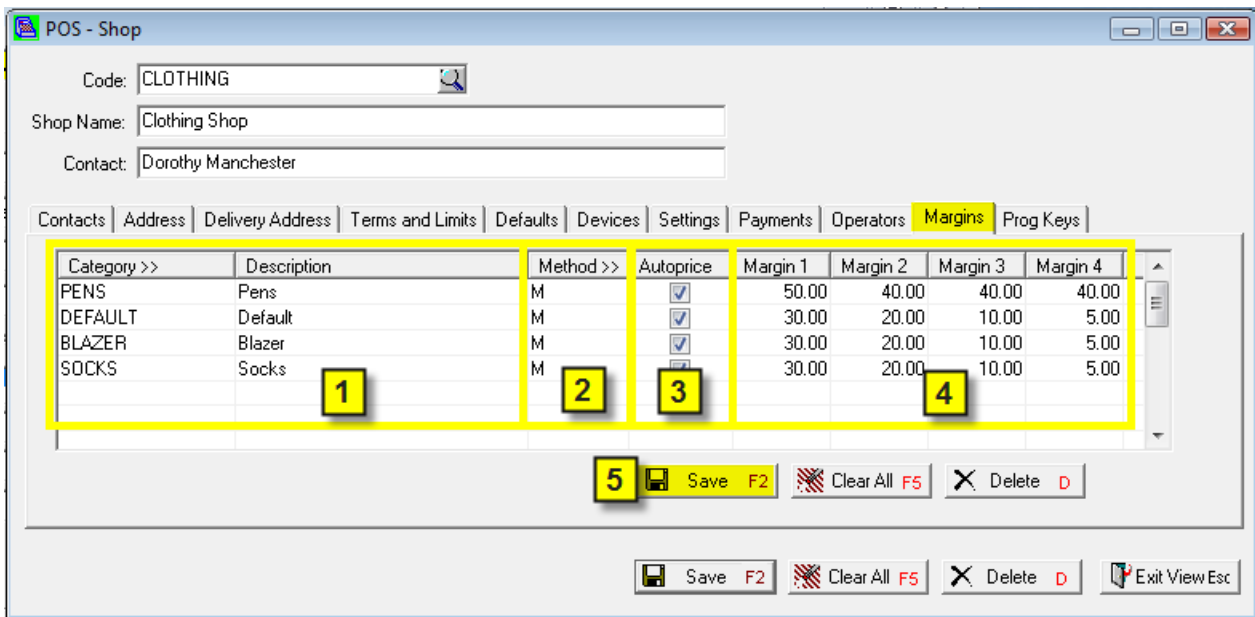 POS - Shop
Code: CLOTHING
Shop Name: Clothing Shop
Contact: Dorothy Manchester
Contacts Address Delivery Address Terms and Limits Defaults Devices Settings Payments Operators Margins Prog Keys
Category >> Description Method >> Autoprice Margin 1 Margin 2 Margin 3 Margin 4
PENS Pens M 50.00 40.00 40.00 40.00
DEFAULT Default M 30.00 20.00 10.00 5.00
BLAZER Blazer M 30.00 20.00 10.00 5.00
SOCKS Socks M 30.00 20.00 10.00 5.00
1 2 3 4
5 Save F2 Clear All F5 Delete D
Save F2 Clear All F5 Delete D Exit View Esc